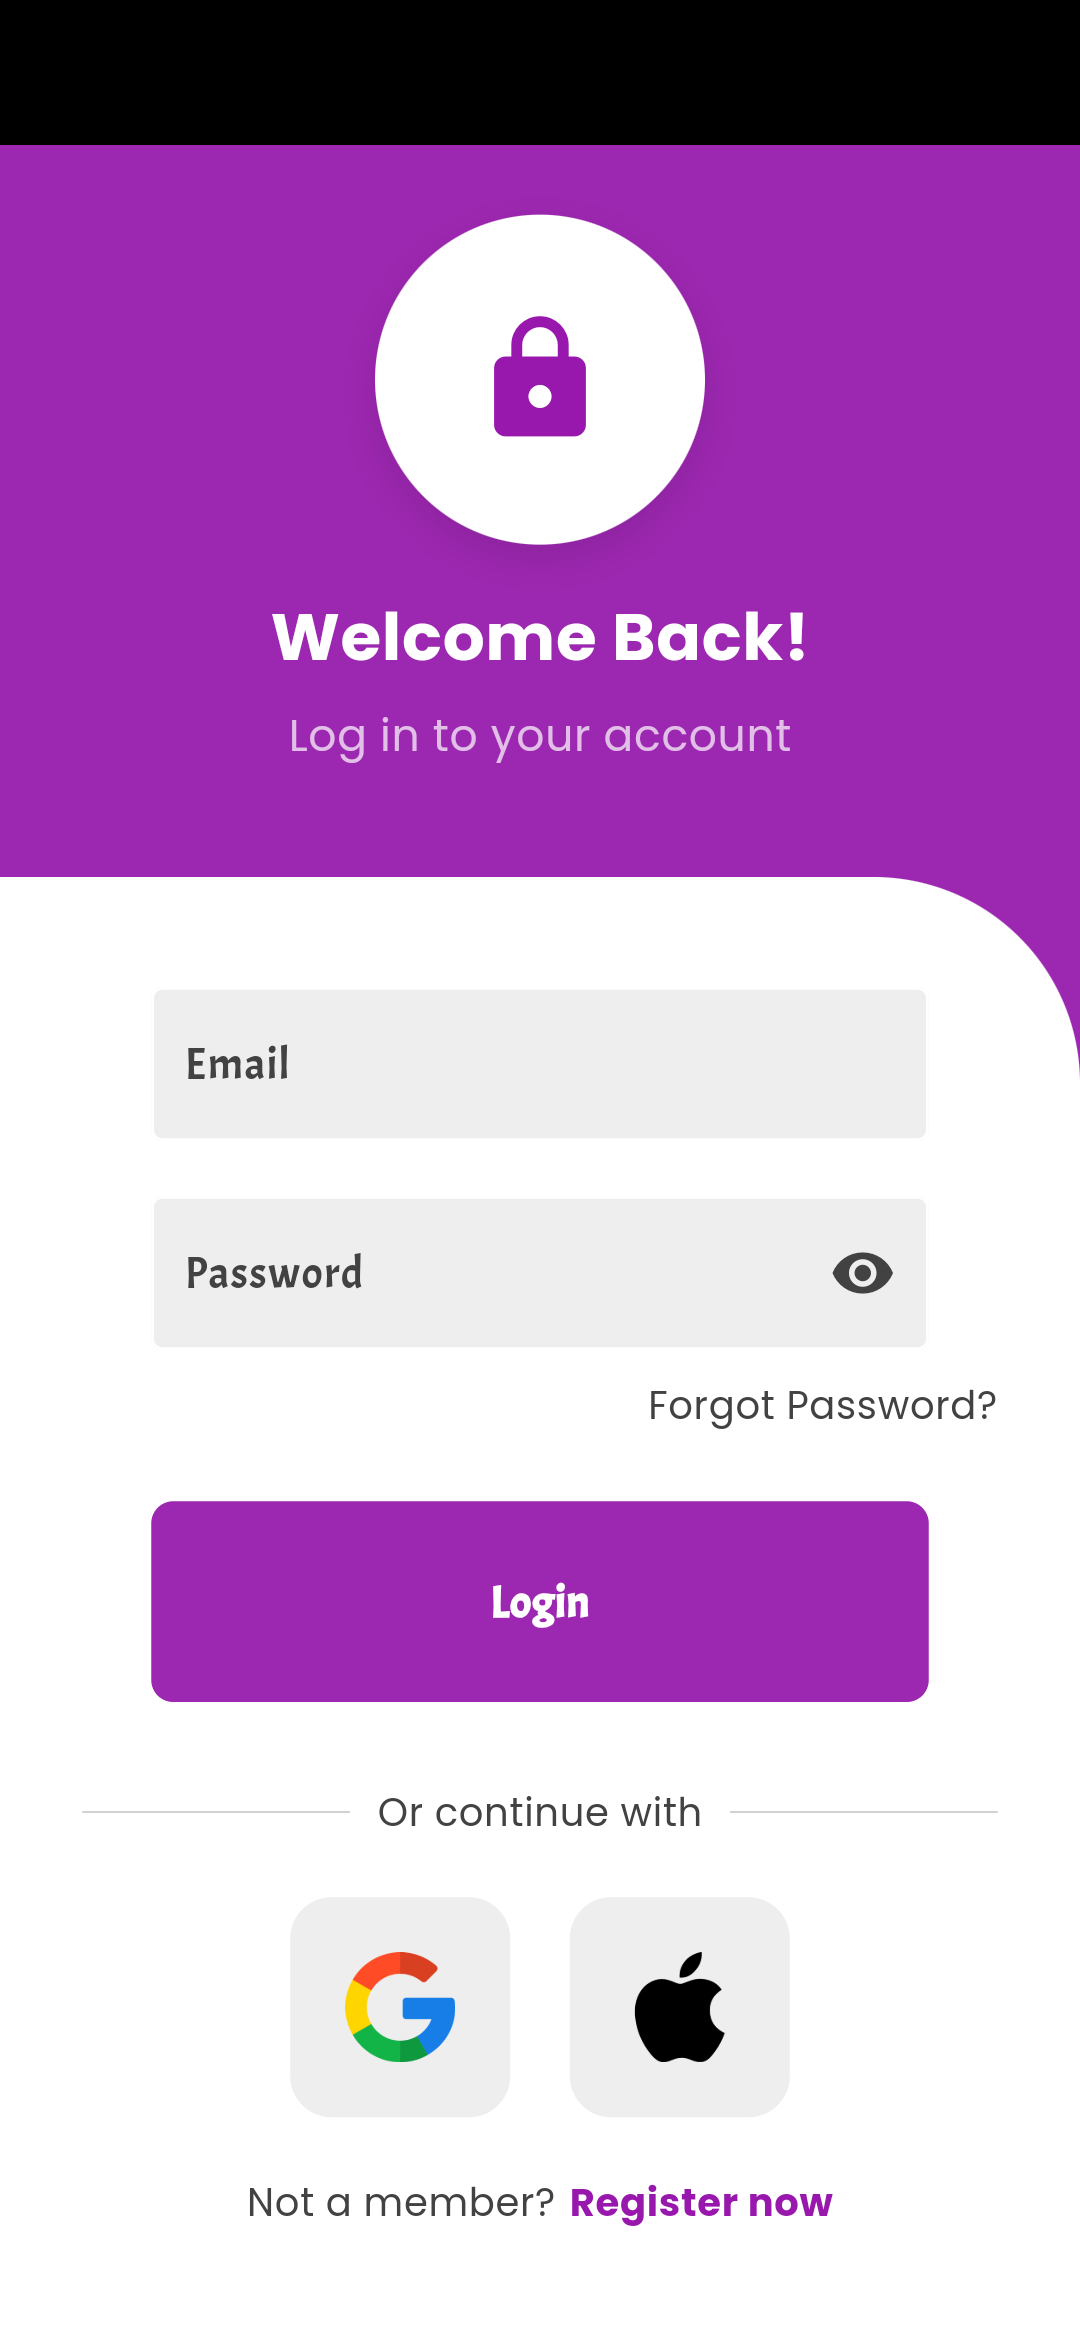 Welcome Back!
Log in to your account
Email
Password
Forgot Password?
Login
Or continue with
Not a member? Register now